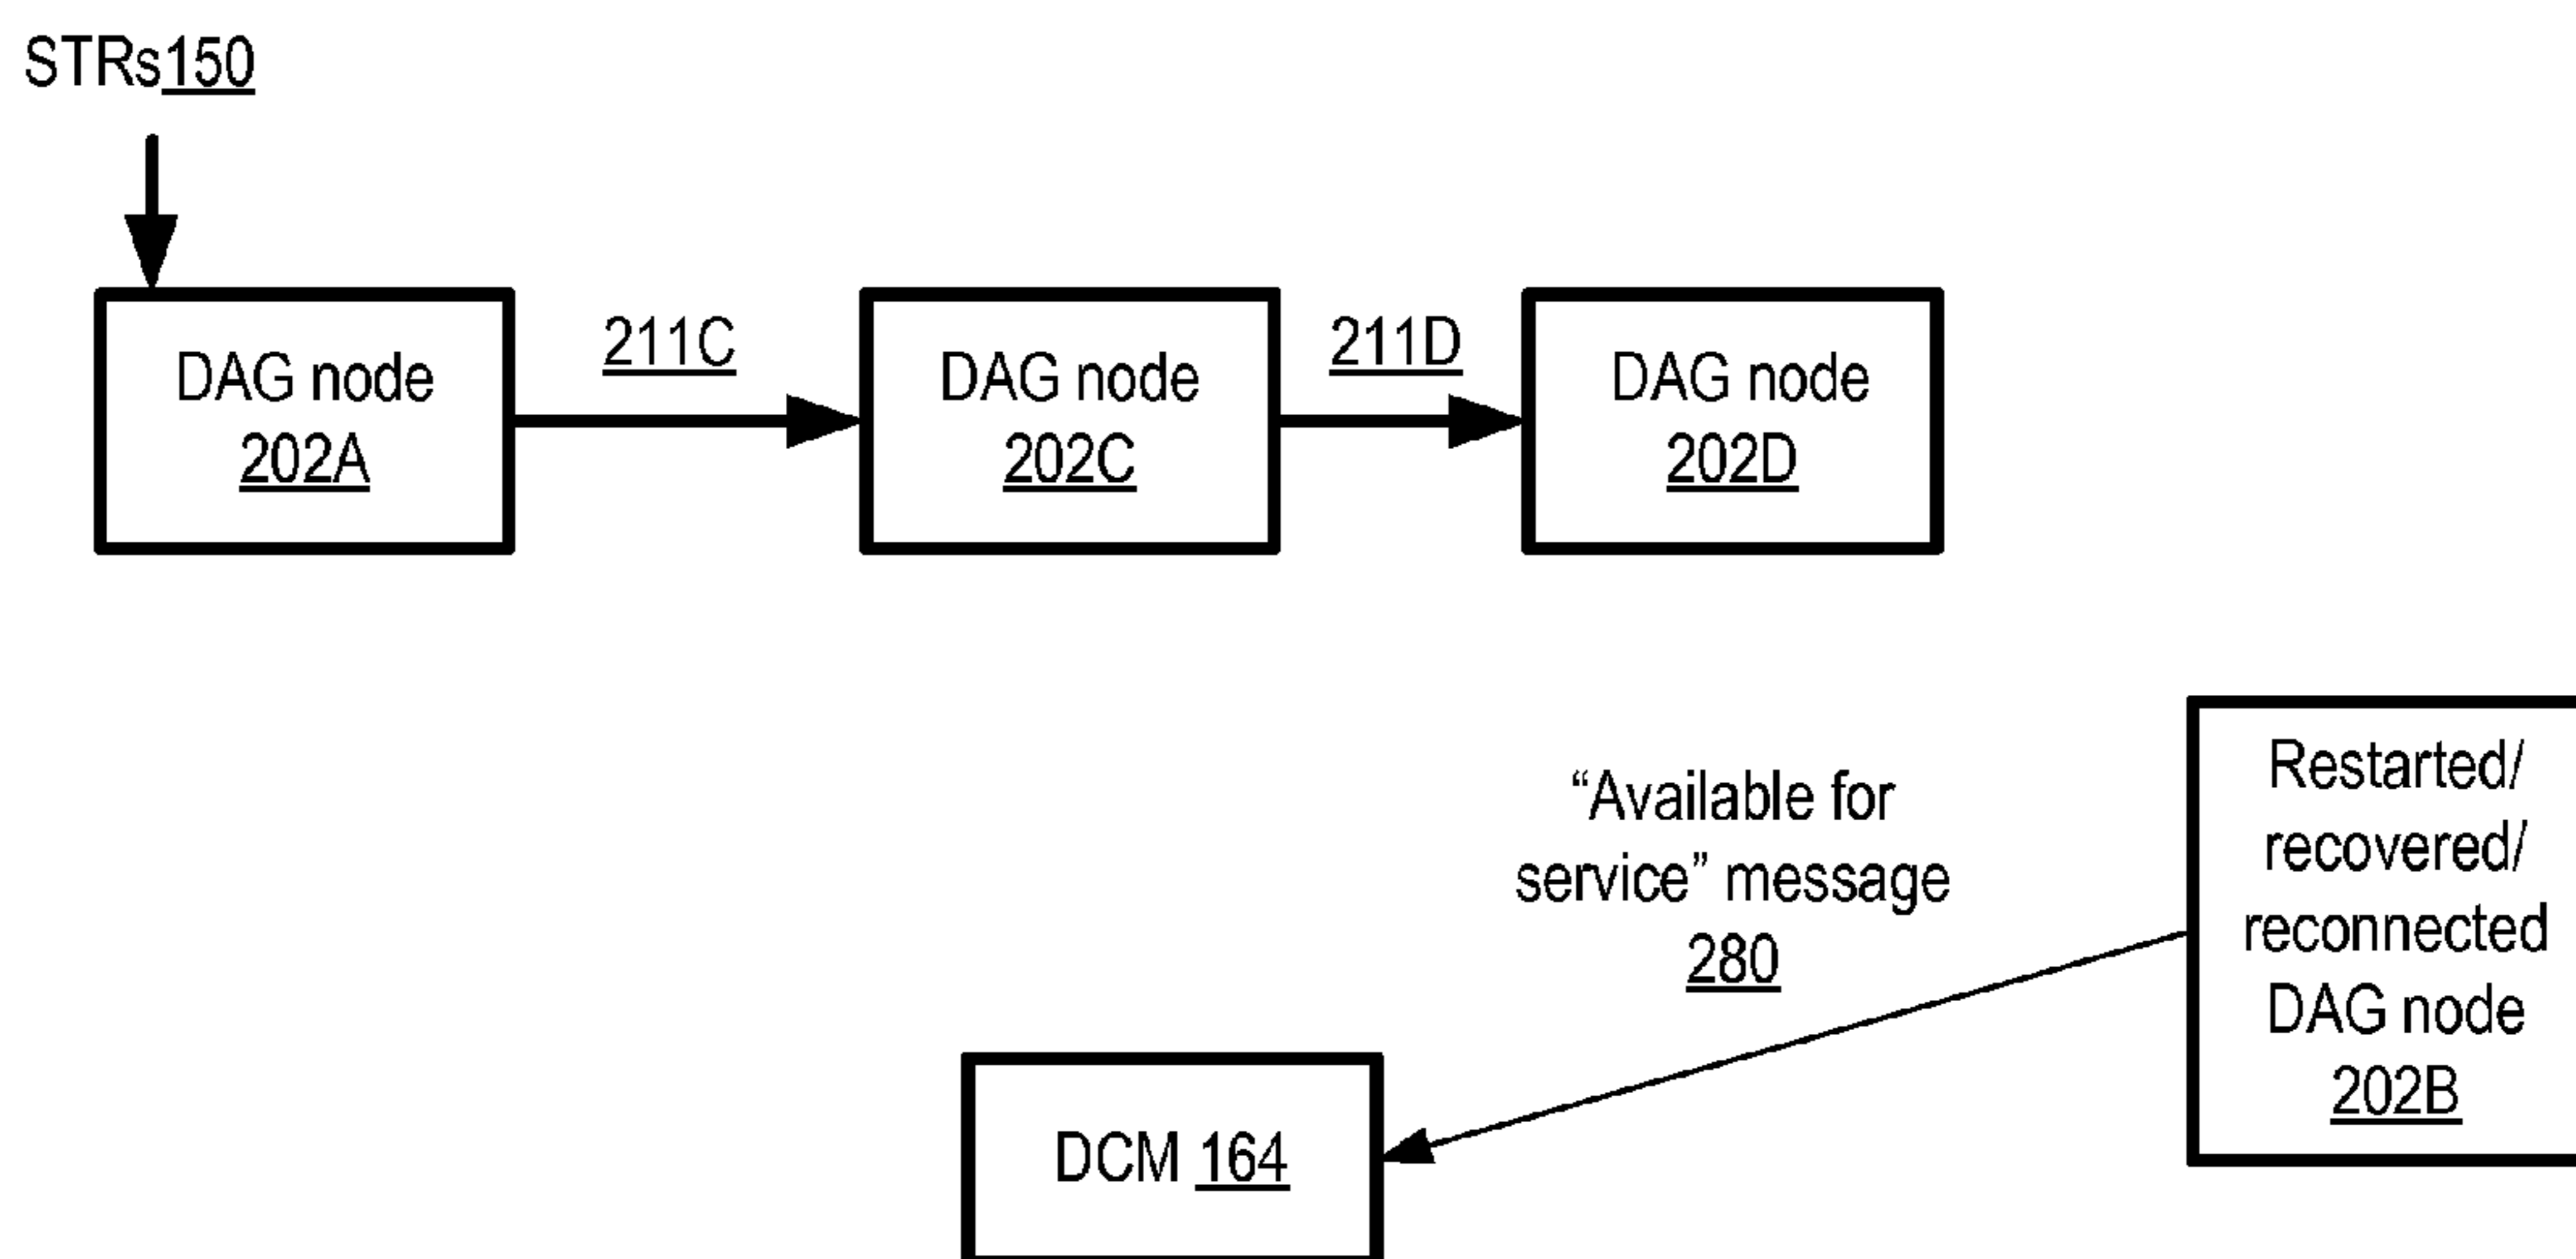 STRs150
211C
211D
DAG node
202A
DAG node
202C
DAG node
202D
“Available for
service” message
280
Restarted/
recovered/
reconnected
DAG node
202B
DCM 164